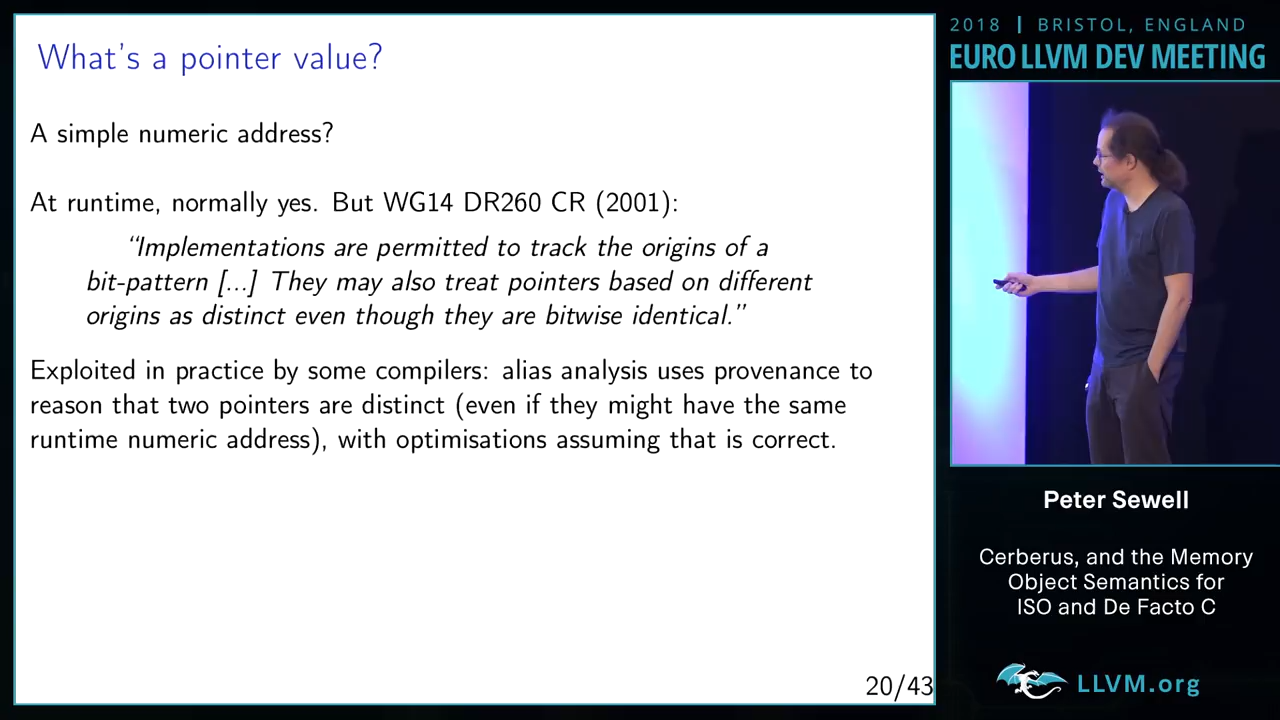 What's a pointer value?
A simple numeric address?
At runtime, normally yes. But WG14 DR260 CR (2001):
“Implementations are permitted to track the origins of a
bit-pattern [...] They may also treat pointers based on different
origins as distinct even though they are bitwise identical.”
Exploited in practice by some compilers: alias analysis uses provenance to
reason that two pointers are distinct (even if they might have the same
runtime numeric address), with optimisations assuming that is correct.
20/43
2018 | BRISTOL, ENGLAND
EURO LLVM DEV MEETING
Peter Sewell
Cerberus, and the Memory
Object Semantics for
ISO and De Facto C
LLVM.org